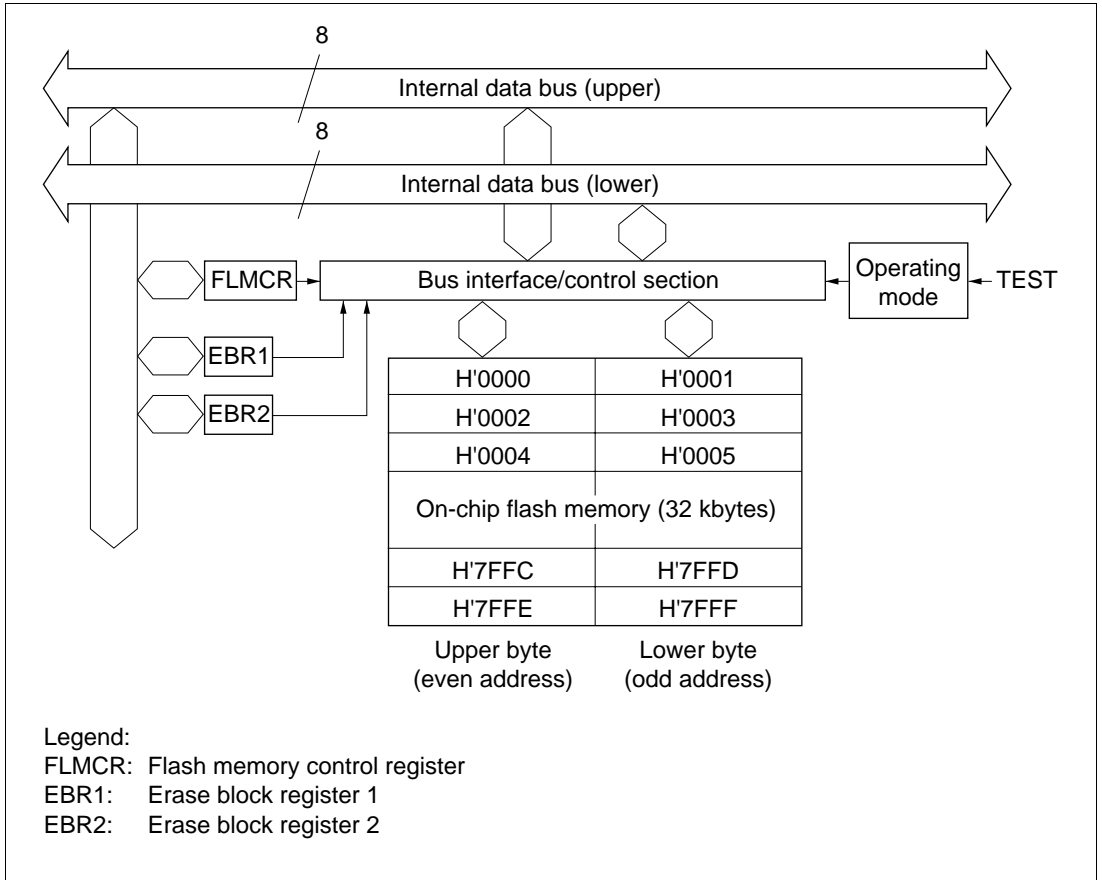 8
Internal data bus (upper)
8
Internal data bus (lower)
FLMCR
Bus interface/control section
Operating
mode
TEST
EBR1
EBR2
H'0000 H'0001
H'0002 H'0003
H'0004 H'0005
On-chip flash memory (32 kbytes)
H'7FFC H'7FFD
H'7FFE H'7FFF
Upper byte
(even address)
Lower byte
(odd address)
Legend:
FLMCR: Flash memory control register
EBR1: Erase block register 1
EBR2: Erase block register 2